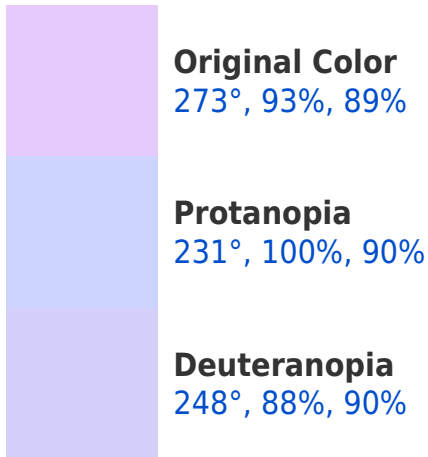 Original Color
273°, 93%, 89%
Protanopia
231°, 100%, 90%
Deuteranopia
248°, 88%, 90%